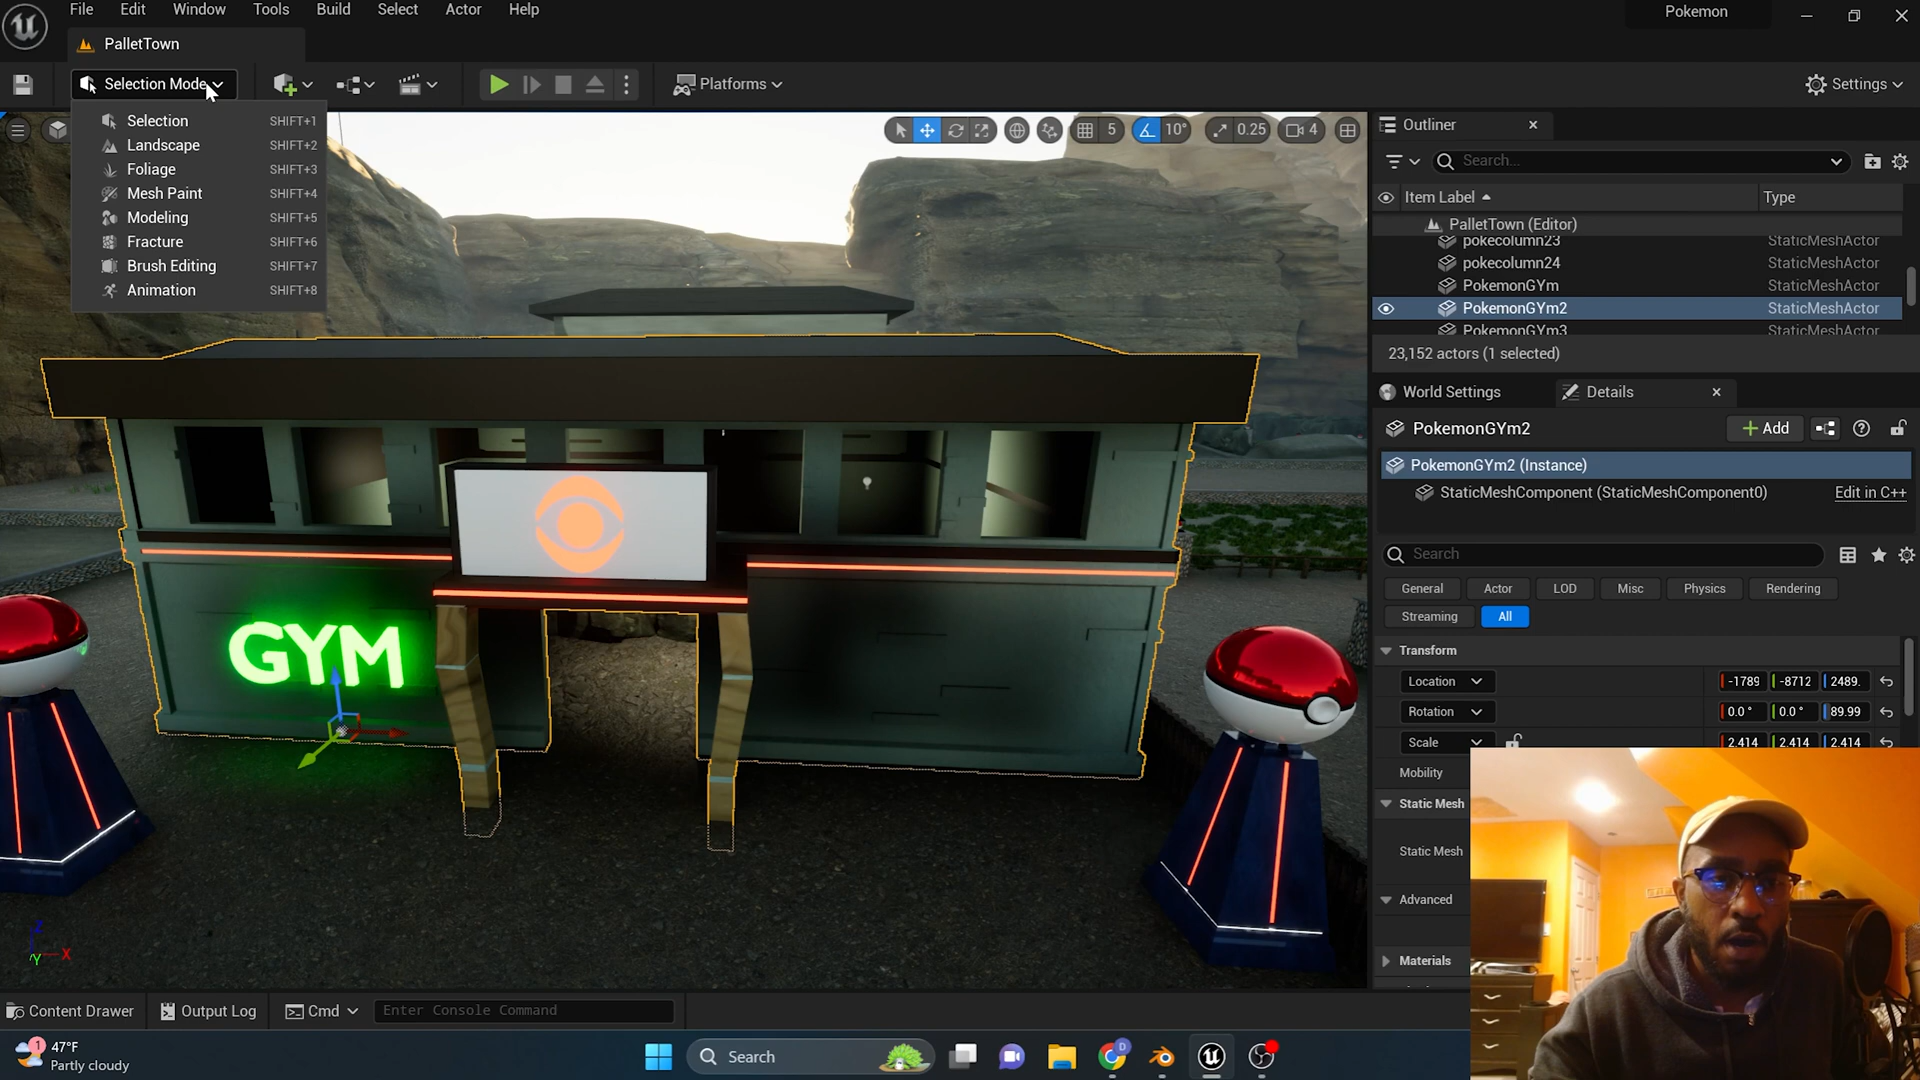 File Edit Window Tools Build Select Actor Help
Pokemon
PalletTown
Selection Mode
Platforms
Settings
Selection SHIFT+1
Landscape SHIFT+2
Foliage SHIFT+3
Mesh Paint SHIFT+4
Modeling SHIFT+5
Fracture SHIFT+6
Brush Editing SHIFT+7
Animation SHIFT+8
5 10° 0.25 4
GYM
Outliner
Search...
Item Label Type
PalletTown (Editor)
pokecolumn23 StaticMeshActor
pokecolumn24 StaticMeshActor
PokemonGYm StaticMeshActor
PokemonGYm2 StaticMeshActor
PokemonGYm3 StaticMeshActor
23,152 actors (1 selected)
World Settings Details
PokemonGYm2 Add
PokemonGYm2 (Instance)
StaticMeshComponent (StaticMeshComponent0) Edit in C++
Search
General Actor LOD Misc Physics Rendering
Streaming All
Transform
Location -1789 -8712 2489.
Rotation 0.0° 0.0° 89.99
Scale 2.414 2.414 2.414
Mobility
Static Mesh
Static Mesh
Advanced
Materials
Z
Y X
Content Drawer Output Log Cmd Enter Console Command
1 47°F
Partly cloudy
Search
D